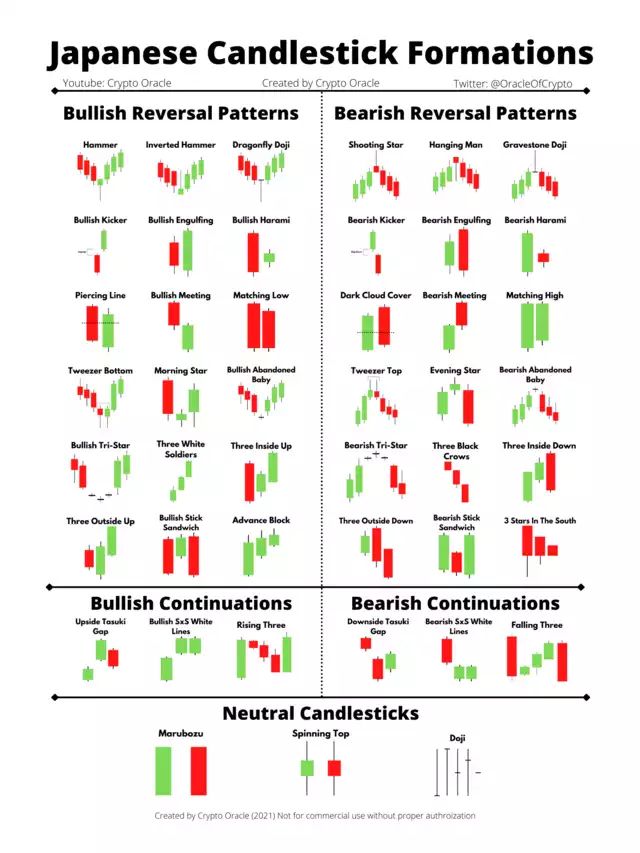 Japanese Candlestick Formations
Youtube: Crypto Oracle
Created by Crypto Oracle
Twitter: @OracleOfCrypto
Bullish Reversal Patterns
Hammer
Inverted Hammer
Dragonfly Doji
Bullish Kicker
Bullish Engulfing
Bullish Harami
Piercing Line
Bullish Meeting
Matching Low
Tweezer Bottom
Morning Star
Bullish Abandoned
Baby
Bullish Tri-Star
Three White
Soldiers
Three Inside Up
Three Outside Up
Bullish Stick
Sandwich
Advance Block
Bearish Reversal Patterns
Shooting Star
Hanging Man
Gravestone Doji
Bearish Kicker
Bearish Engulfing
Bearish Harami
Dark Cloud Cover
Bearish Meeting
Matching High
Tweezer Top
Evening Star
Bearish Abandoned
Baby
Bearish Tri-Star
Three Black
Crows
Three Inside Down
Three Outside Down
Bearish Stick
Sandwich
3 Stars In The South
Bullish Continuations
Upside Tasuki
Gap
Bullish SxS White
Lines
Rising Three
Bearish Continuations
Downside Tasuki
Gap
Bearish SxS White
Lines
Falling Three
Neutral Candlesticks
Marubozu
Spinning Top
Doji
Created by Crypto Oracle (2021) Not for commercial use without proper authroization